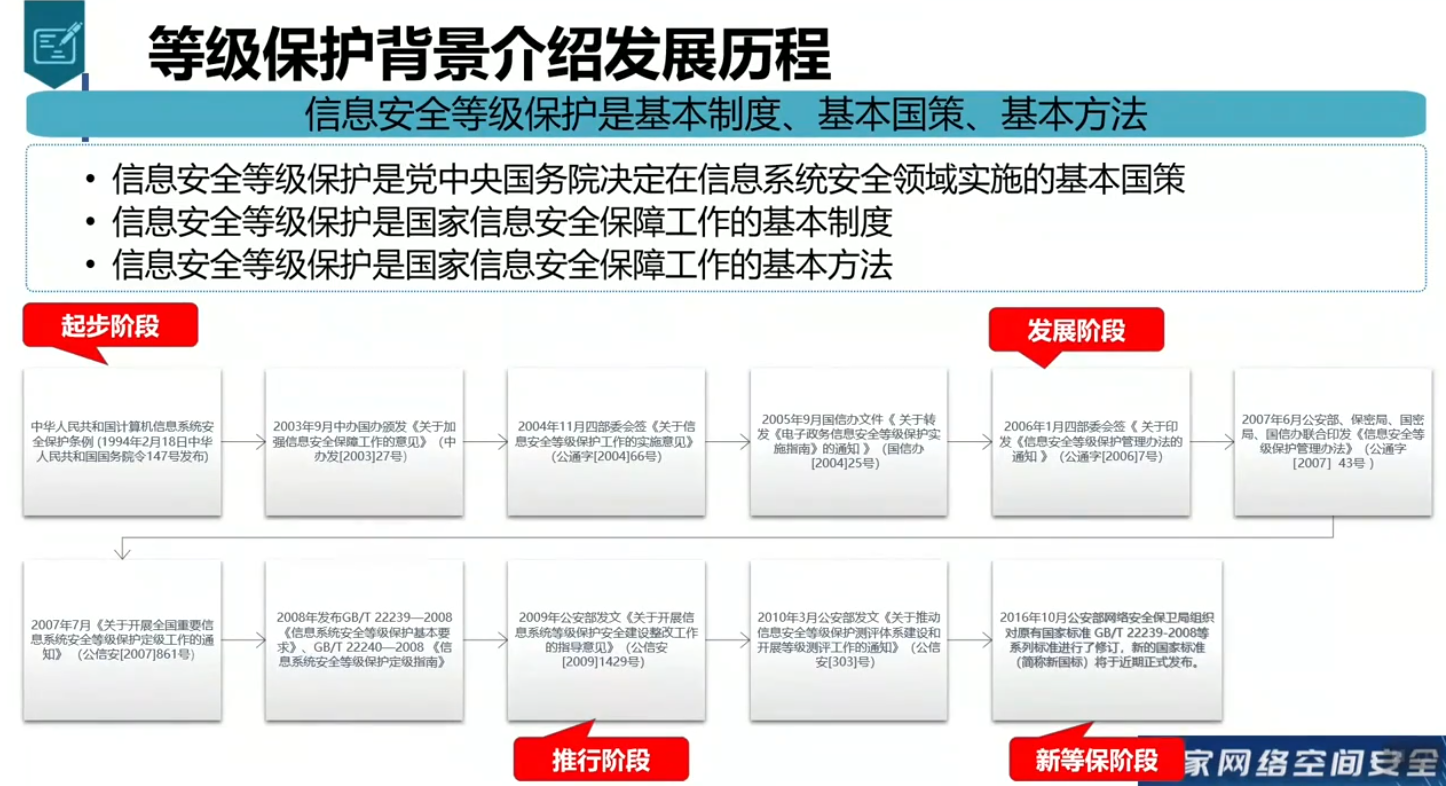 等级保护背景介绍发展历程
信息安全等级保护是基本制度、基本国策、基本方法
• 信息安全等级保护是党中央国务院决定在信息系统安全领域实施的基本国策
• 信息安全等级保护是国家信息安全保障工作的基本制度
• 信息安全等级保护是国家信息安全保障工作的基本方法
起步阶段
发展阶段
中华人民共和国计算机信息系统安
全保护条例 (1994年2月18日中华
人民共和国国务院令147号发布)
2003年9月中办国办颁发《关于加
强信息安全保障工作的意见》（中
办发[2003]27号）
2004年11月四部委会签《关于信
息安全等级保护工作的实施意见》
（公通字[2004]66号）
2005年9月国信办文件《 关于转
发《电子政务信息安全等级保护实
施指南》的通知 》（国信办
[2004]25号）
2006年1月四部委会签《 关于印
发《信息安全等级保护管理办法的
通知 》（公通字[2006]7号）
2007年6月公安部、保密局、国密
局、国信办联合印发《信息安全等
级保护管理办法》（公通字
[2007] 43号 ）
2007年7月《关于开展全国重要信
息系统安全等级保护定级工作的通
知》 （公信安[2007]861号）
2008年发布GB/T 22239—2008
《信息系统安全等级保护基本要
求》、GB/T 22240—2008 《信
息系统安全等级保护定级指南》
2009年公安部发文《关于开展信
息系统等级保护安全建设整改工作
的指导意见》（公信安
[2009]1429号）
2010年3月公安部发文《关于推动
信息安全等级保护测评体系建设和
开展等级测评工作的通知》（公信
安[303]号）
2016年10月公安部网络安全保卫局组织
对原有国家标准 GB/T 22239-2008等
系列标准进行了修订，新的国家标准
（简称新国标）将于近期正式发布。
推行阶段
新等保阶段
家网络空间安全